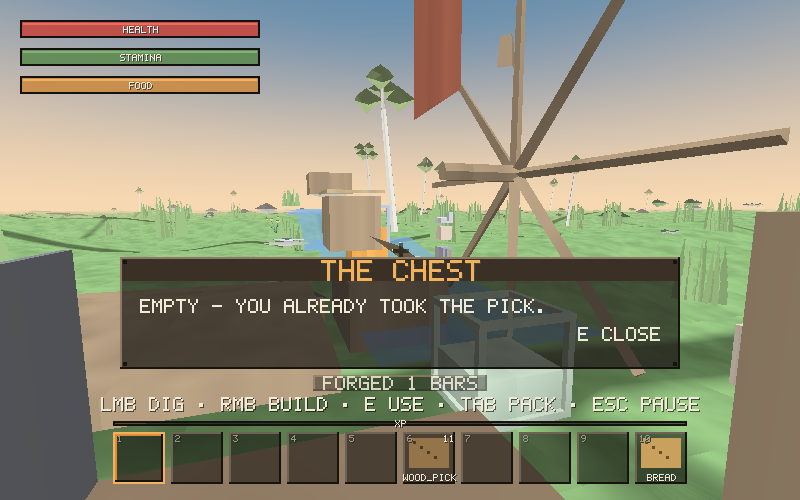 HEALTH
STAMINA
FOOD
THE CHEST
EMPTY - YOU ALREADY TOOK THE PICK.
E CLOSE
FORGED 1 BARS
LMB DIG · RMB BUILD · E USE · TAB PACK · ESC PAUSE
XP
1 2 3 4 5 6 11 7 8 9 10
WOOD_PICK BREAD